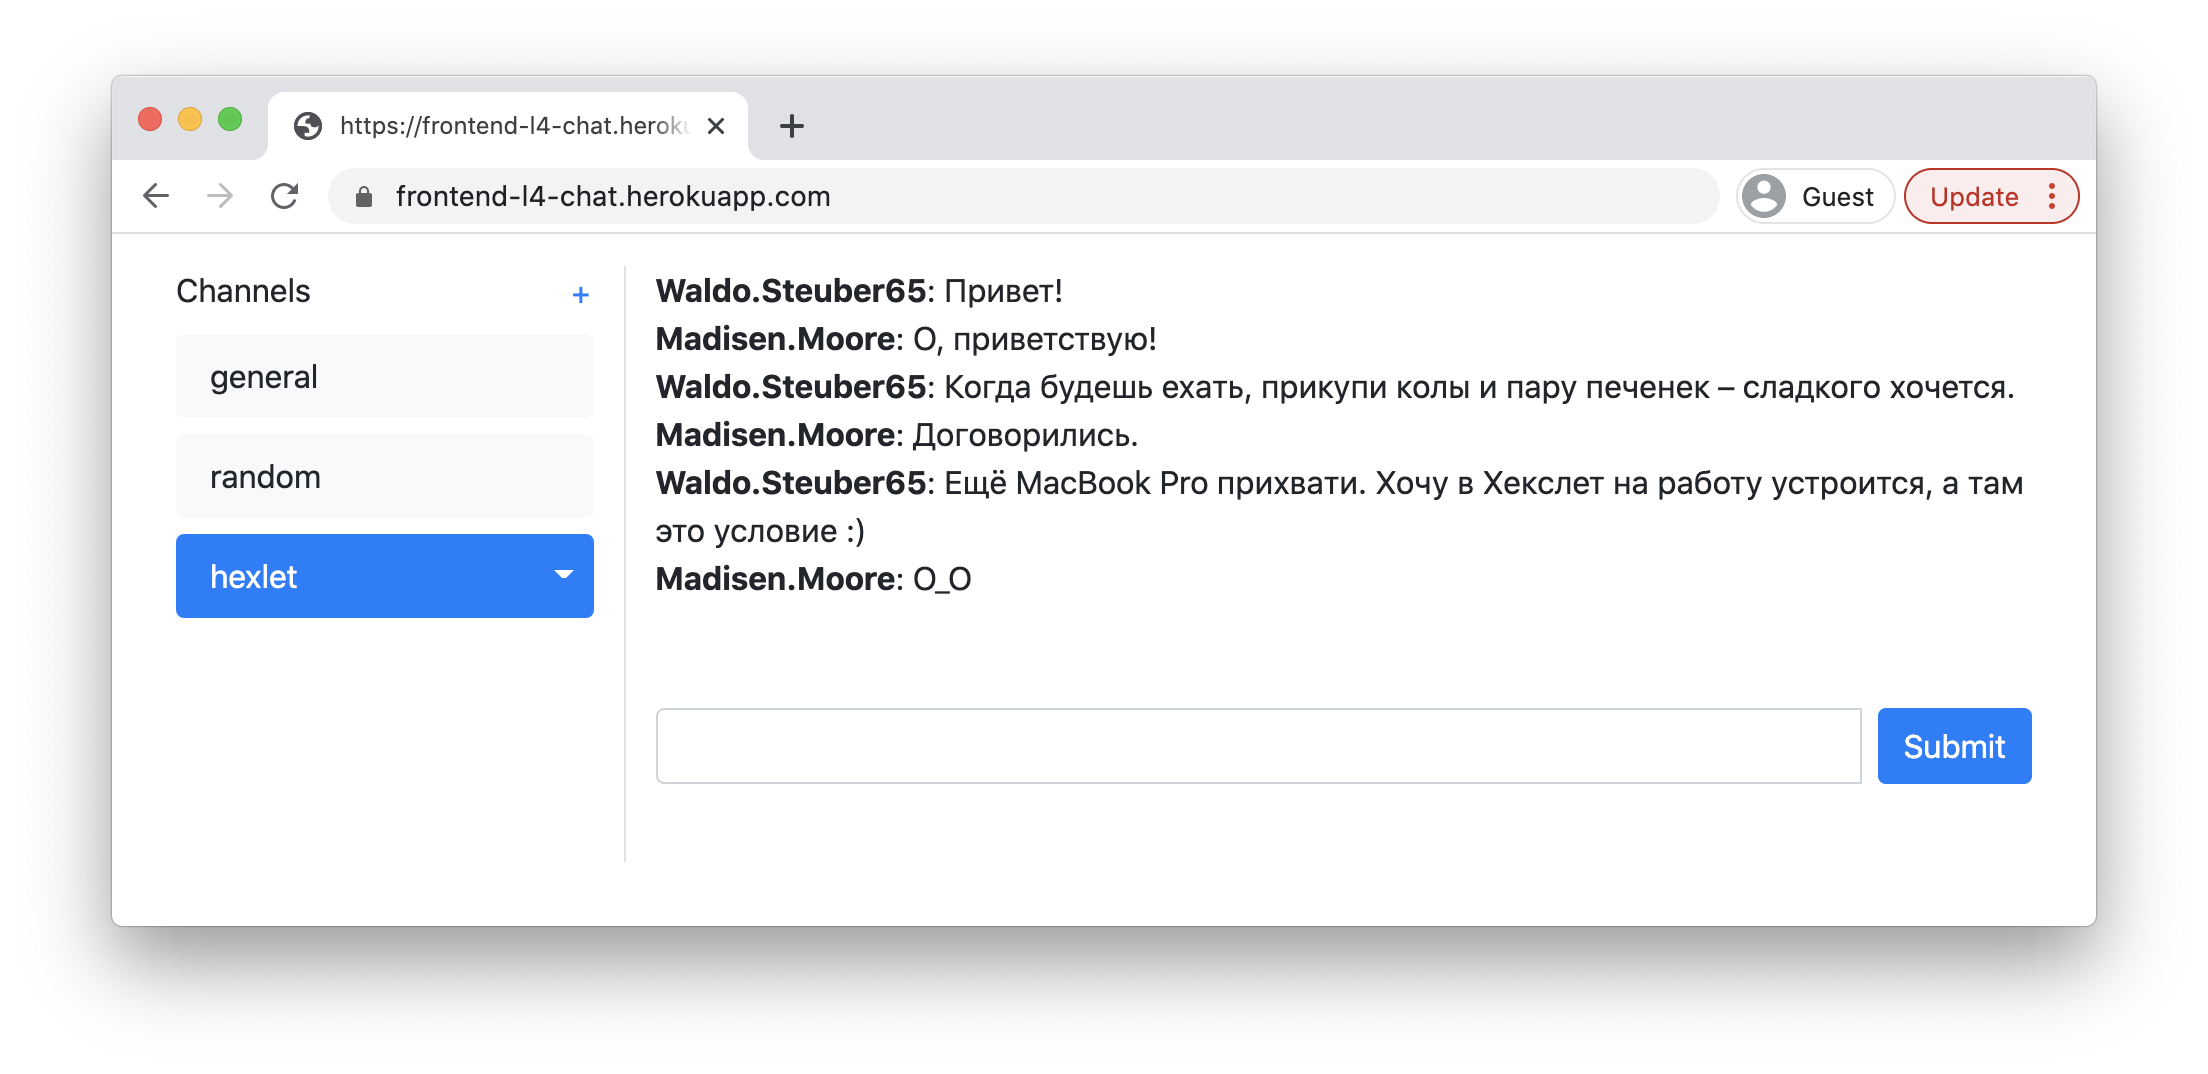 https://frontend-l4-chat.heroku
frontend-l4-chat.herokuapp.com
Guest
Update
Channels
+
general
random
hexlet
Waldo.Steuber65: Привет!
Madisen.Moore: О, приветствую!
Waldo.Steuber65: Когда будешь ехать, прикупи колы и пару печенек – сладкого хочется.
Madisen.Moore: Договорились.
Waldo.Steuber65: Ещё MacBook Pro прихвати. Хочу в Хекслет на работу устроится, а там
это условие :)
Madisen.Moore: О_О
Submit